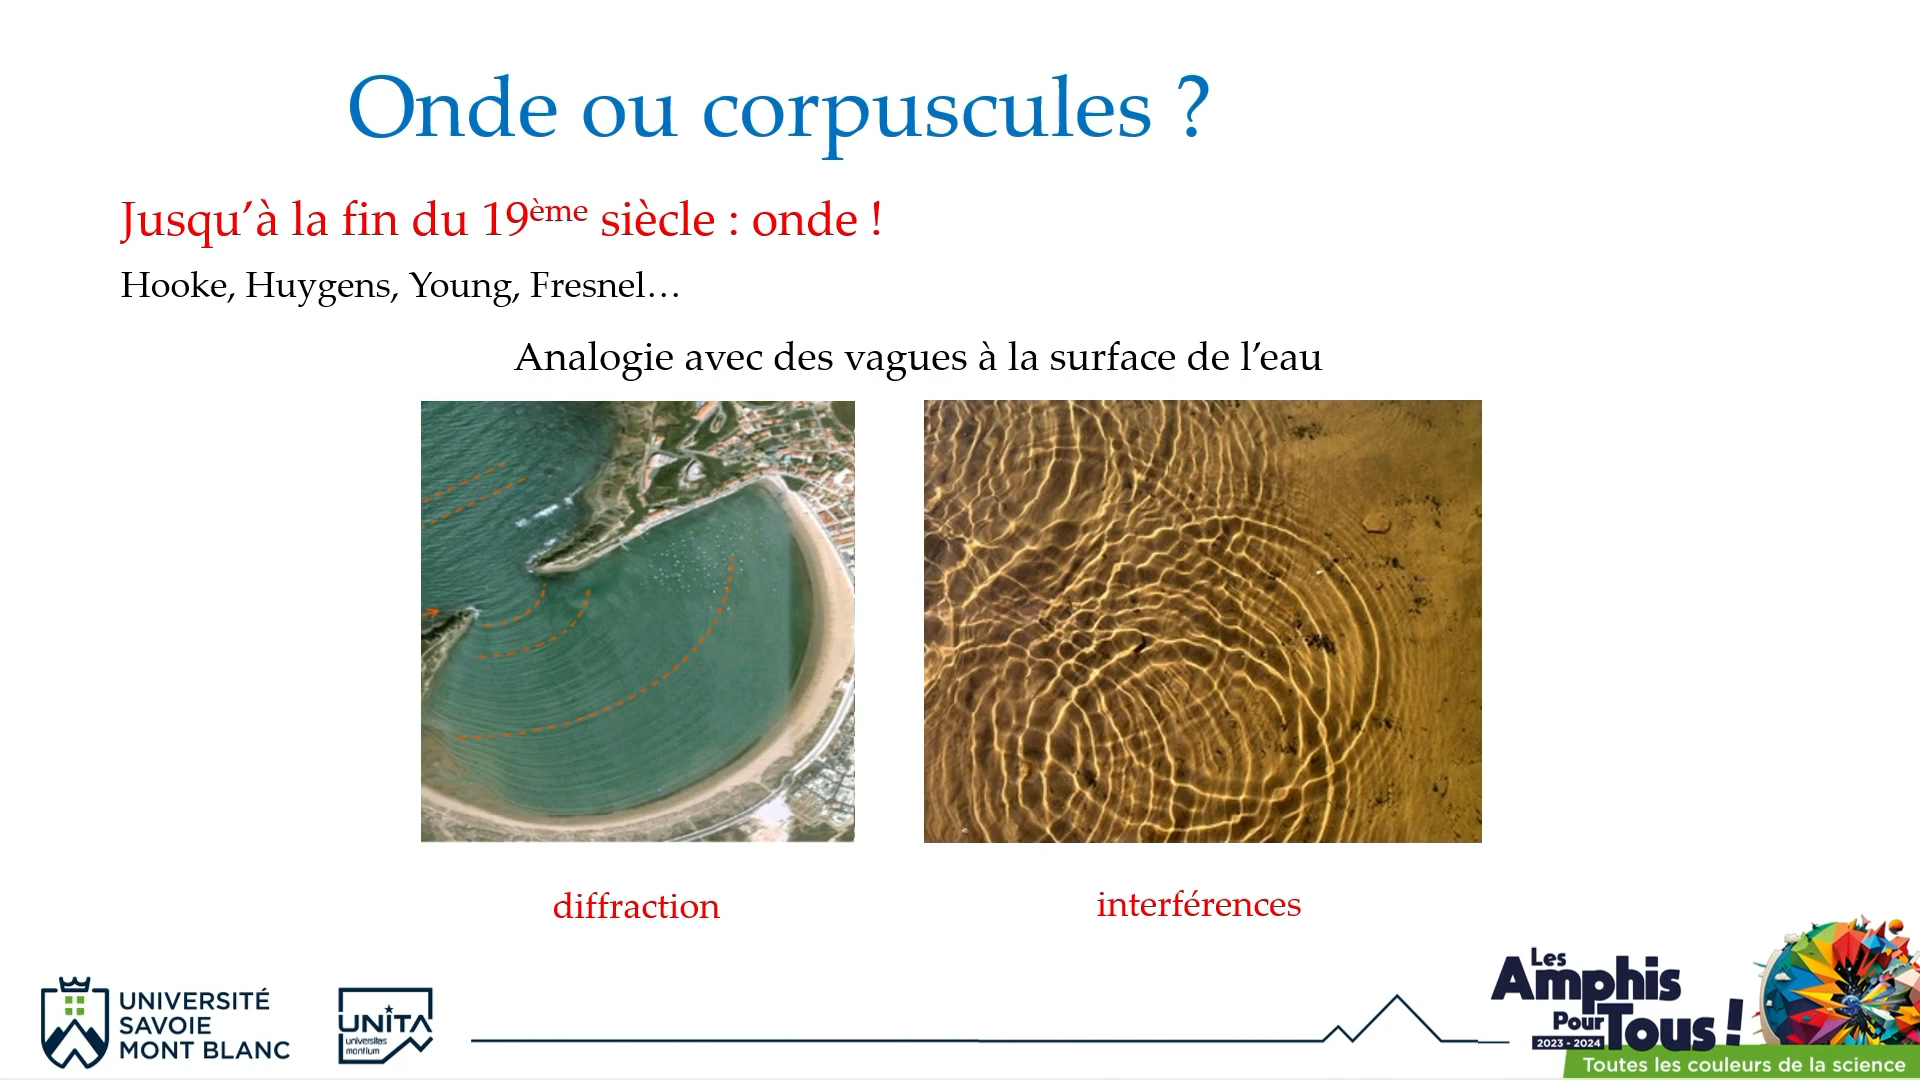 Onde ou corpuscules ?
Jusqu’à la fin du 19ème siècle : onde !
Hooke, Huygens, Young, Fresnel…
Analogie avec des vagues à la surface de l’eau
diffraction
interférences
UNIVERSITÉ
SAVOIE
MONT BLANC
UNITA
universitas
montium
Les
Amphis
Pour
Tous !
2023 - 2024
Toutes les couleurs de la science